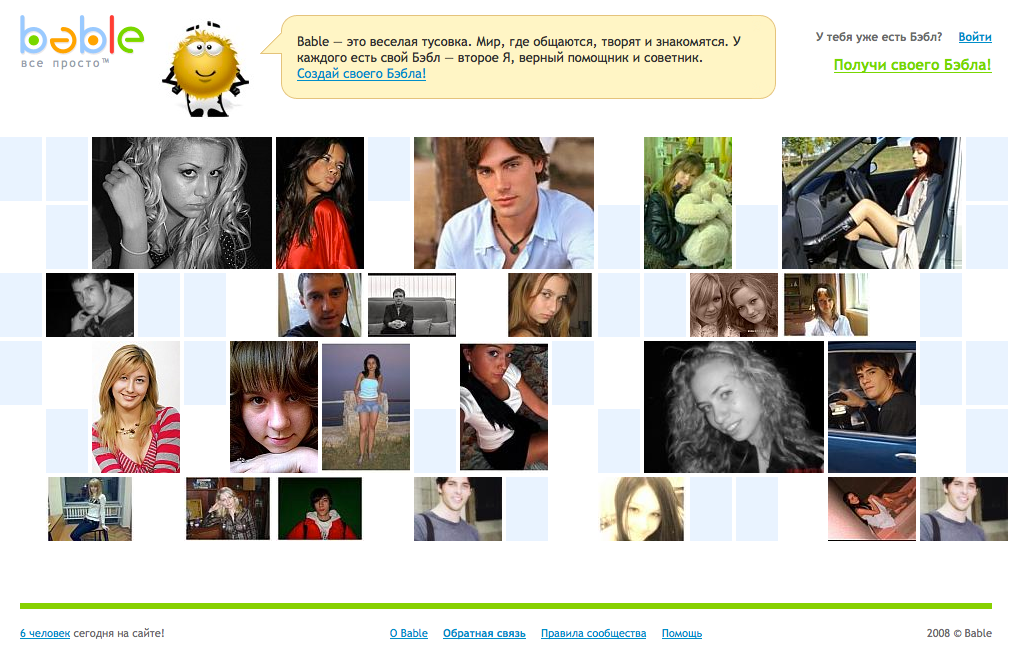 bable
все просто™
Bable — это веселая тусовка. Мир, где общаются, творят и знакомятся. У
каждого есть свой Бэбл — второе Я, верный помощник и советник.
Создай своего Бэбла!
У тебя уже есть Бэбл? Войти
Получи своего Бэбла!
6 человек сегодня на сайте!
О Bable Обратная связь Правила сообщества Помощь
2008 © Bable